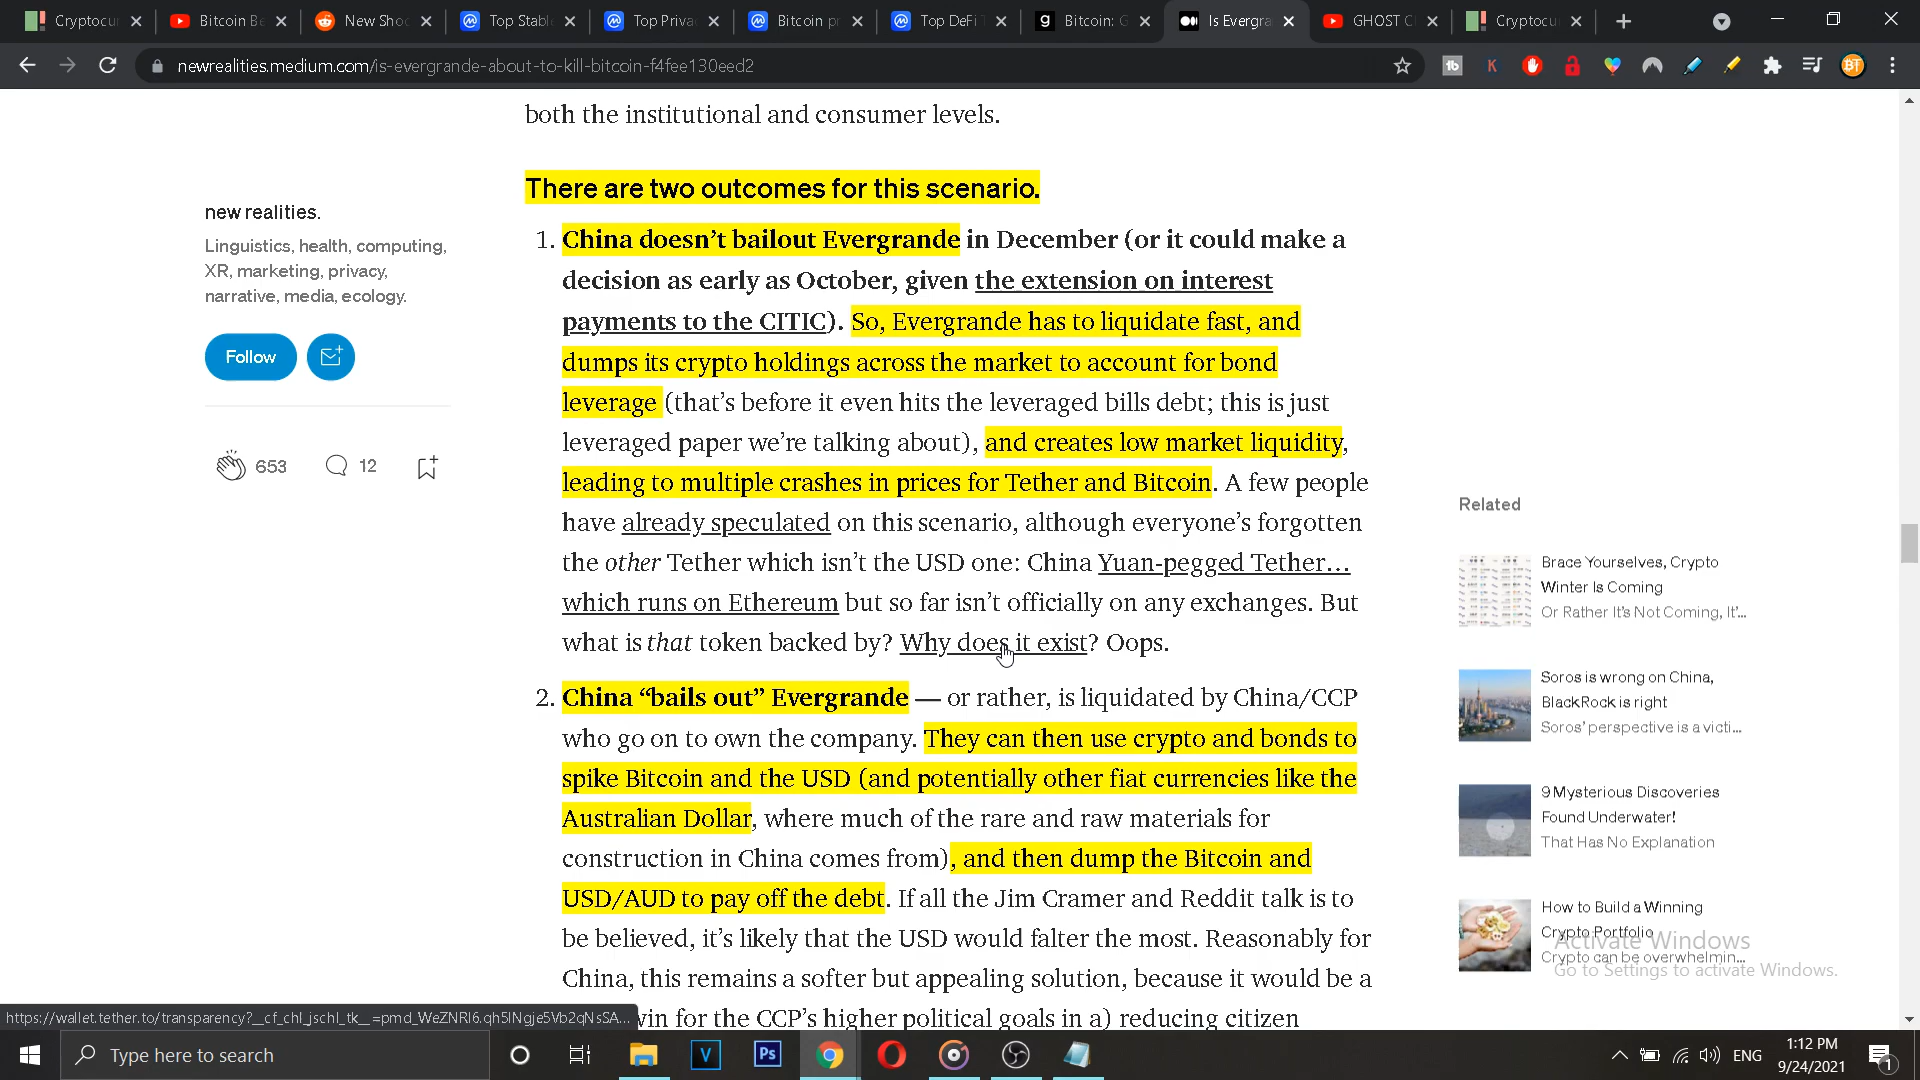 Cryptocu
Bitcoin Be
New Shoc
Top Stabl
Top Priva
Bitcoin p
Top DeFi T
Bitcoin: G
Is Evergra
GHOST C
Cryptocu
newrealities.medium.com/is-evergrande-about-to-kill-bitcoin-f4fee130eed2
both the institutional and consumer levels.
There are two outcomes for this scenario.
new realities.
Linguistics, health, computing,
XR, marketing, privacy,
narrative, media, ecology.
Follow
653
12
1. China doesn’t bailout Evergrande in December (or it could make a
decision as early as October, given the extension on interest
payments to the CITIC). So, Evergrande has to liquidate fast, and
dumps its crypto holdings across the market to account for bond
leverage (that’s before it even hits the leveraged bills debt; this is just
leveraged paper we’re talking about), and creates low market liquidity,
leading to multiple crashes in prices for Tether and Bitcoin. A few people
have already speculated on this scenario, although everyone’s forgotten
the other Tether which isn’t the USD one: China Yuan-pegged Tether…
which runs on Ethereum but so far isn’t officially on any exchanges. But
what is that token backed by? Why does it exist? Oops.
2. China “bails out” Evergrande — or rather, is liquidated by China/CCP
who go on to own the company. They can then use crypto and bonds to
spike Bitcoin and the USD (and potentially other fiat currencies like the
Australian Dollar, where much of the rare and raw materials for
construction in China comes from), and then dump the Bitcoin and
USD/AUD to pay off the debt. If all the Jim Cramer and Reddit talk is to
be believed, it’s likely that the USD would falter the most. Reasonably for
China, this remains a softer but appealing solution, because it would be a
win for the CCP’s higher political goals in a) reducing citizen
Related
Brace Yourselves, Crypto
Winter Is Coming
Or Rather It’s Not Coming, It’…
Soros is wrong on China,
BlackRock is right
Soros’ perspective is a victi…
9 Mysterious Discoveries
Found Underwater!
That Has No Explanation
How to Build a Winning
Crypto Portfolio
Crypto can be overwhelmin…
Activate Windows
Go to Settings to activate Windows.
https://wallet.tether.to/transparency?__cf_chl_jschl_tk__=pmd_WeZNRI6.qh5INgje5Vb2qNsSA...
Type here to search
V
Ps
ENG
1:12 PM
9/24/2021
1